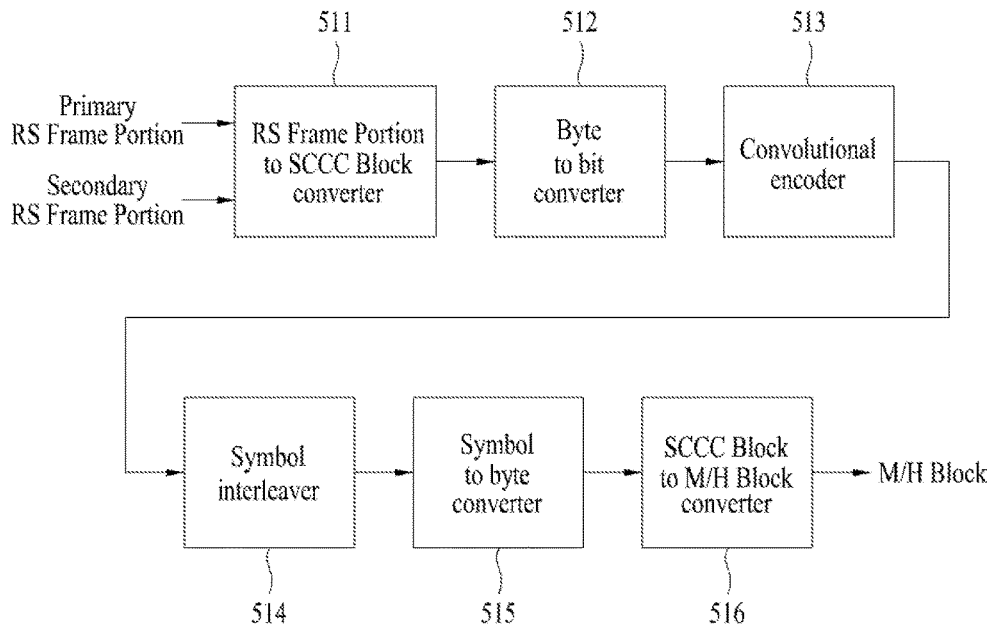 511
512
513
Primary
RS Frame Portion
Secondary
RS Frame Portion
RS Frame Portion
to SCCC Block
converter
Byte
to bit
converter
Convolutional
encoder
Symbol
interleaver
Symbol
to byte
converter
SCCC Block
to M/H Block
converter
M/H Block
514
515
516